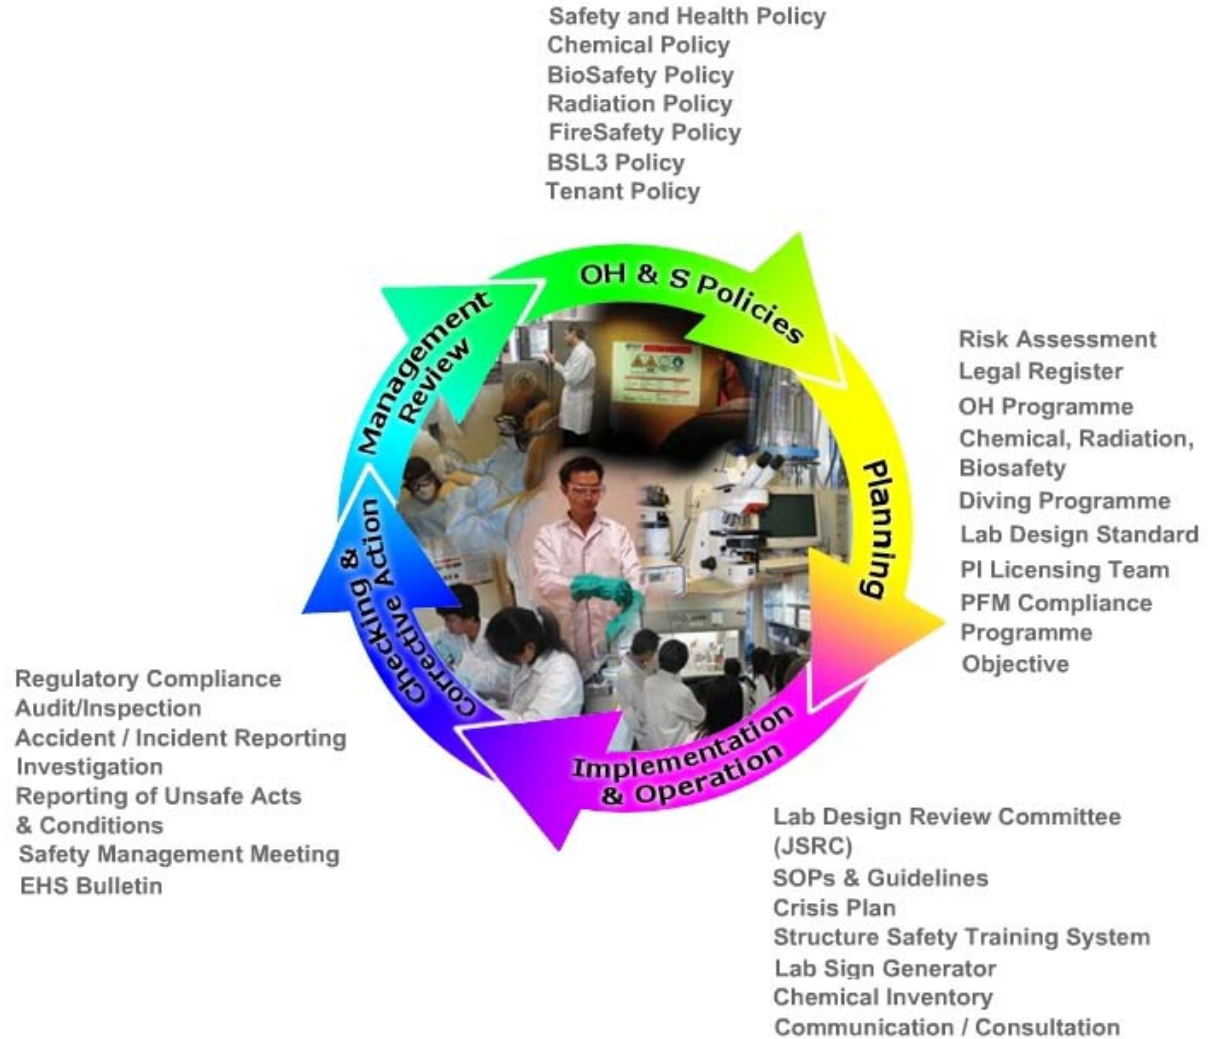 Safety and Health Policy
Chemical Policy
BioSafety Policy
Radiation Policy
FireSafety Policy
BSL3 Policy
Tenant Policy
OH & S Policies
Management
Review
Planning
Risk Assessment
Legal Register
OH Programme
Chemical, Radiation,
Biosafety
Diving Programme
Lab Design Standard
PI Licensing Team
PFM Compliance
Programme
Objective
Checking &
Corrective Action
Implementation
& Operation
Regulatory Compliance
Audit/Inspection
Accident / Incident Reporting
Investigation
Reporting of Unsafe Acts
& Conditions
Safety Management Meeting
EHS Bulletin
Lab Design Review Committee
(JSRC)
SOPs & Guidelines
Crisis Plan
Structure Safety Training System
Lab Sign Generator
Chemical Inventory
Communication / Consultation